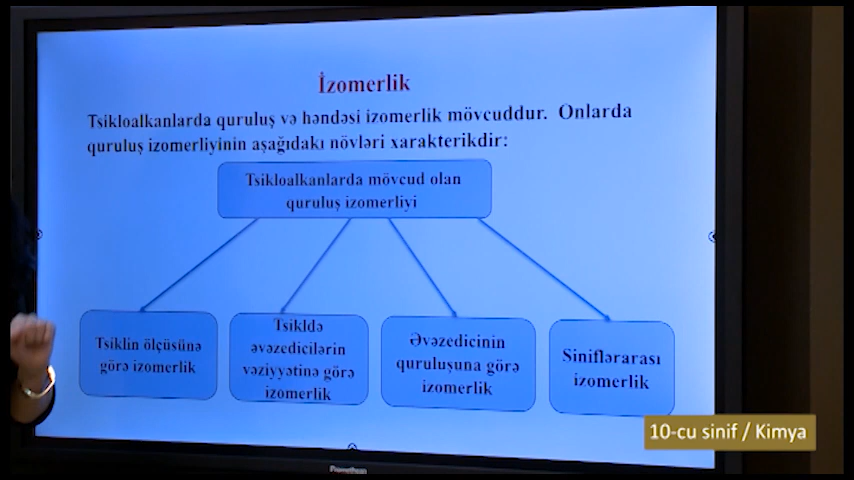 İzomerlik
Tsikloalkanlarda quruluş və həndəsi izomerlik mövcuddur. Onlarda
quruluş izomerliyinin aşağıdakı növləri xarakterikdir:
Tsikloalkanlarda mövcud olan
quruluş izomerliyi
Tsiklin ölçüsünə
görə izomerlik
Tsikldə
əvəzedicilərin
vəziyyətinə görə
izomerlik
Əvəzedicinin
quruluşuna görə
izomerlik
Siniflərarası
izomerlik
10-cu sinif / Kimya
Promethean